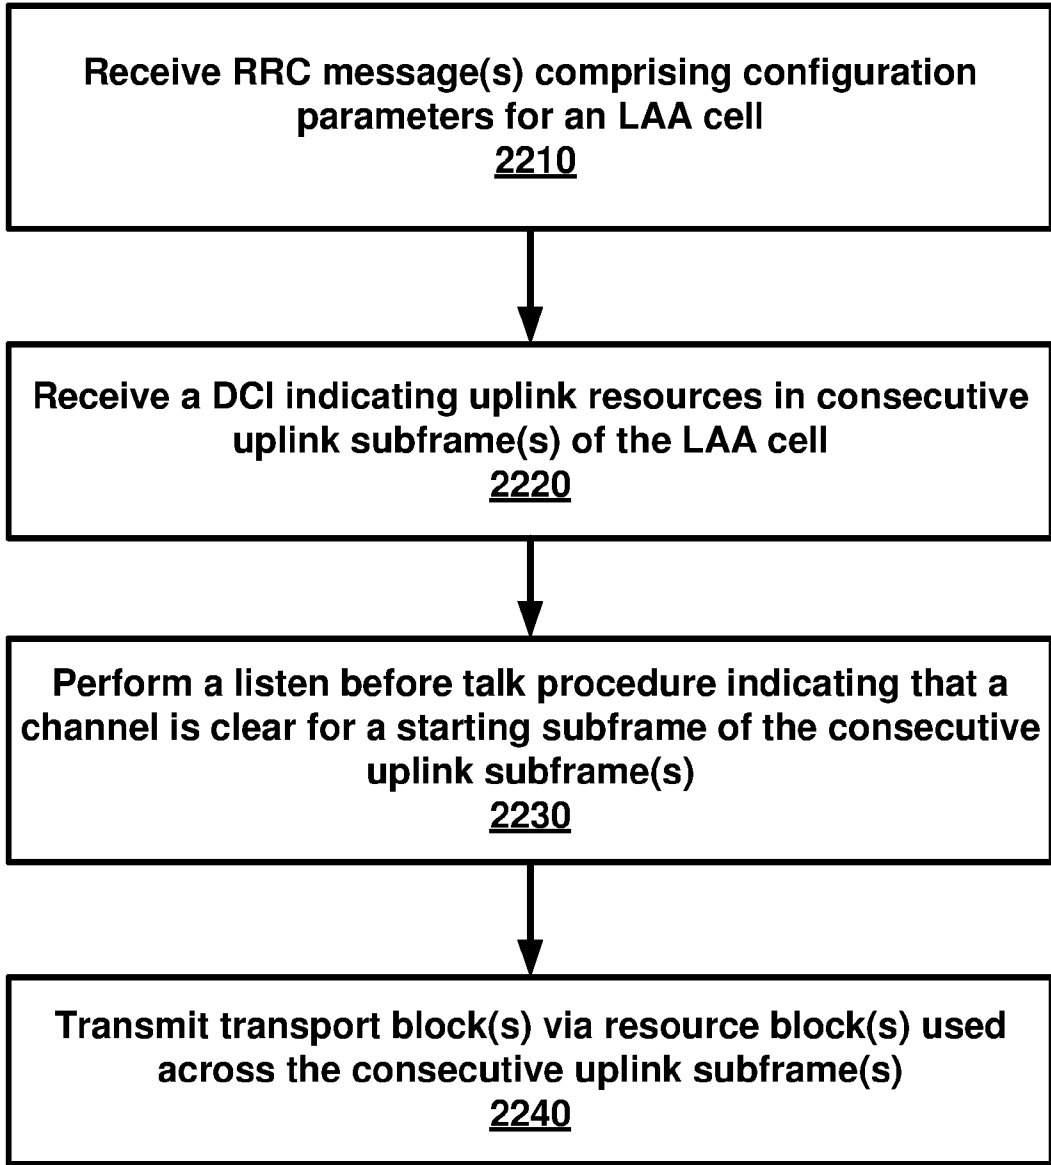 Receive RRC message(s) comprising configuration
parameters for an LAA cell
2210
Receive a DCI indicating uplink resources in consecutive
uplink subframe(s) of the LAA cell
2220
Perform a listen before talk procedure indicating that a
channel is clear for a starting subframe of the consecutive
uplink subframe(s)
2230
Transmit transport block(s) via resource block(s) used
across the consecutive uplink subframe(s)
2240